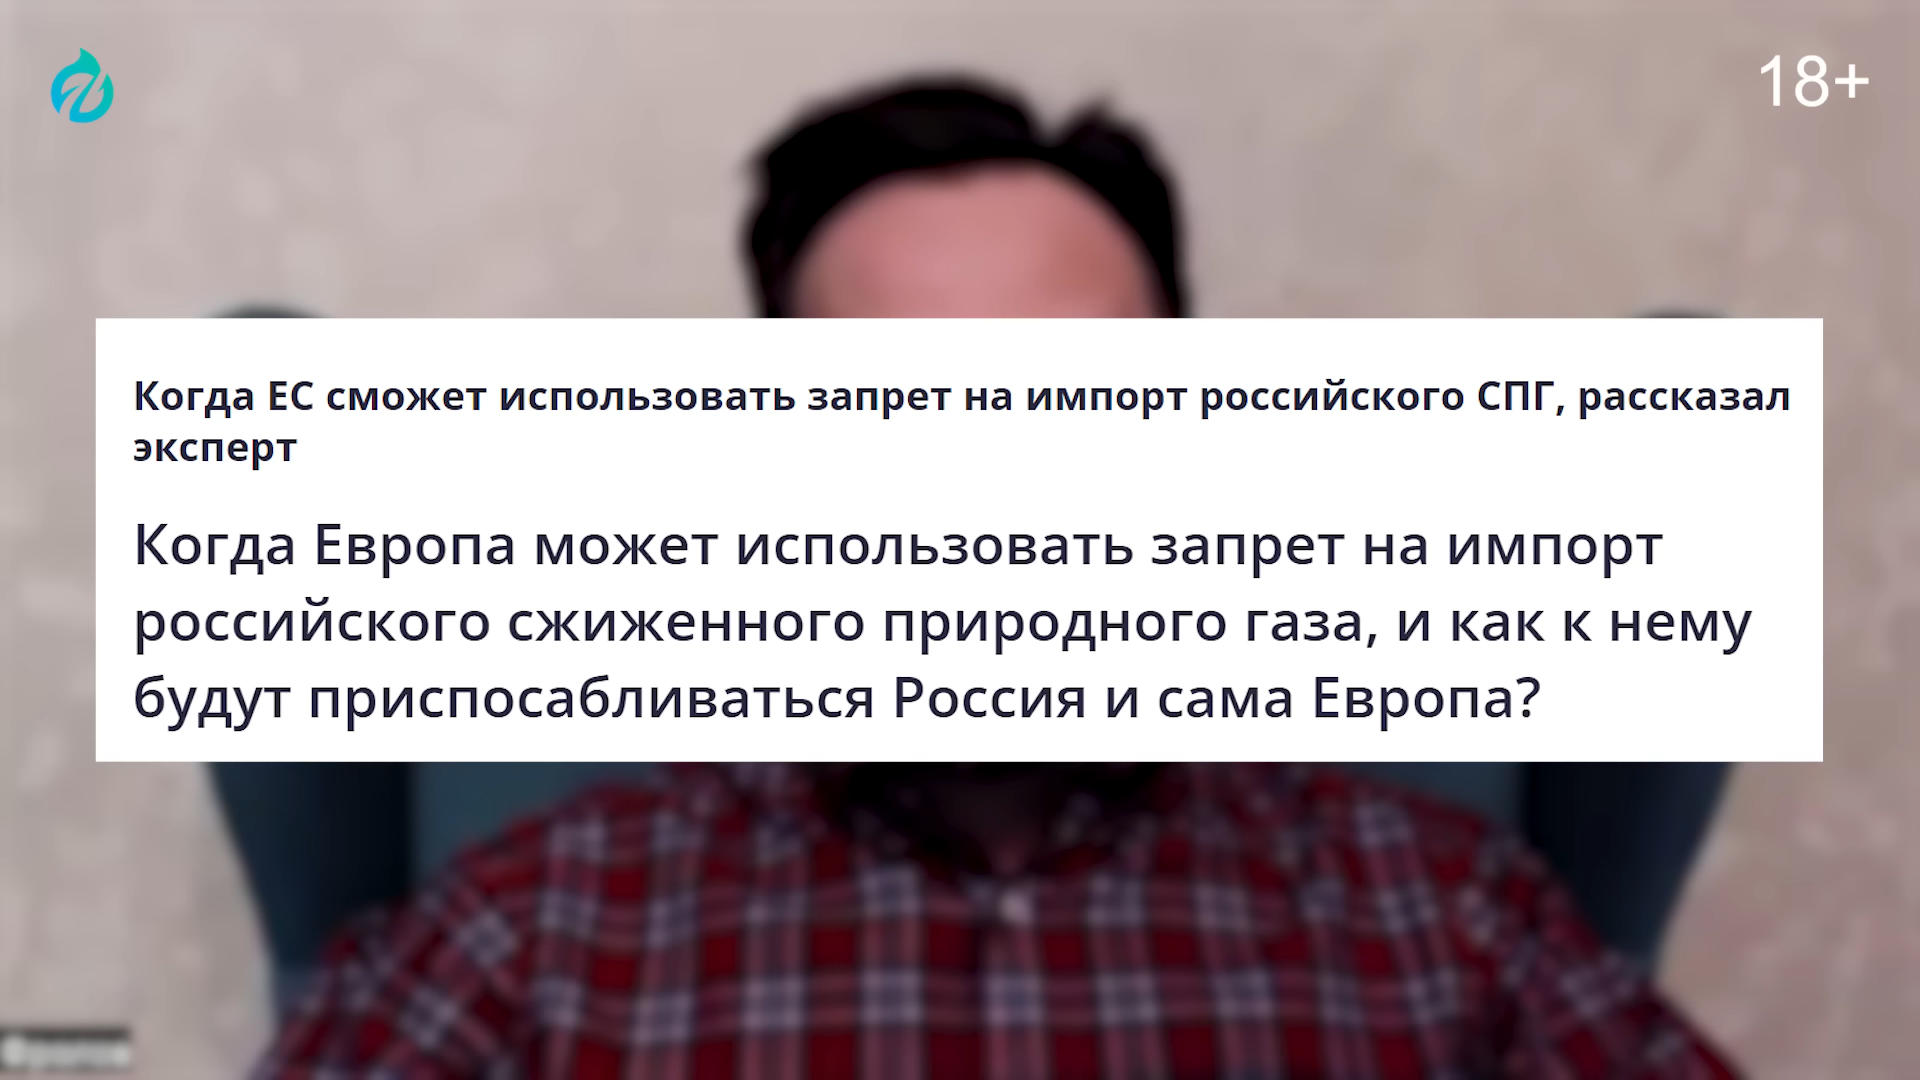 18+
Когда ЕС сможет использовать запрет на импорт российского СПГ, рассказал
эксперт
Когда Европа может использовать запрет на импорт
российского сжиженного природного газа, и как к нему
будут приспосабливаться Россия и сама Европа?